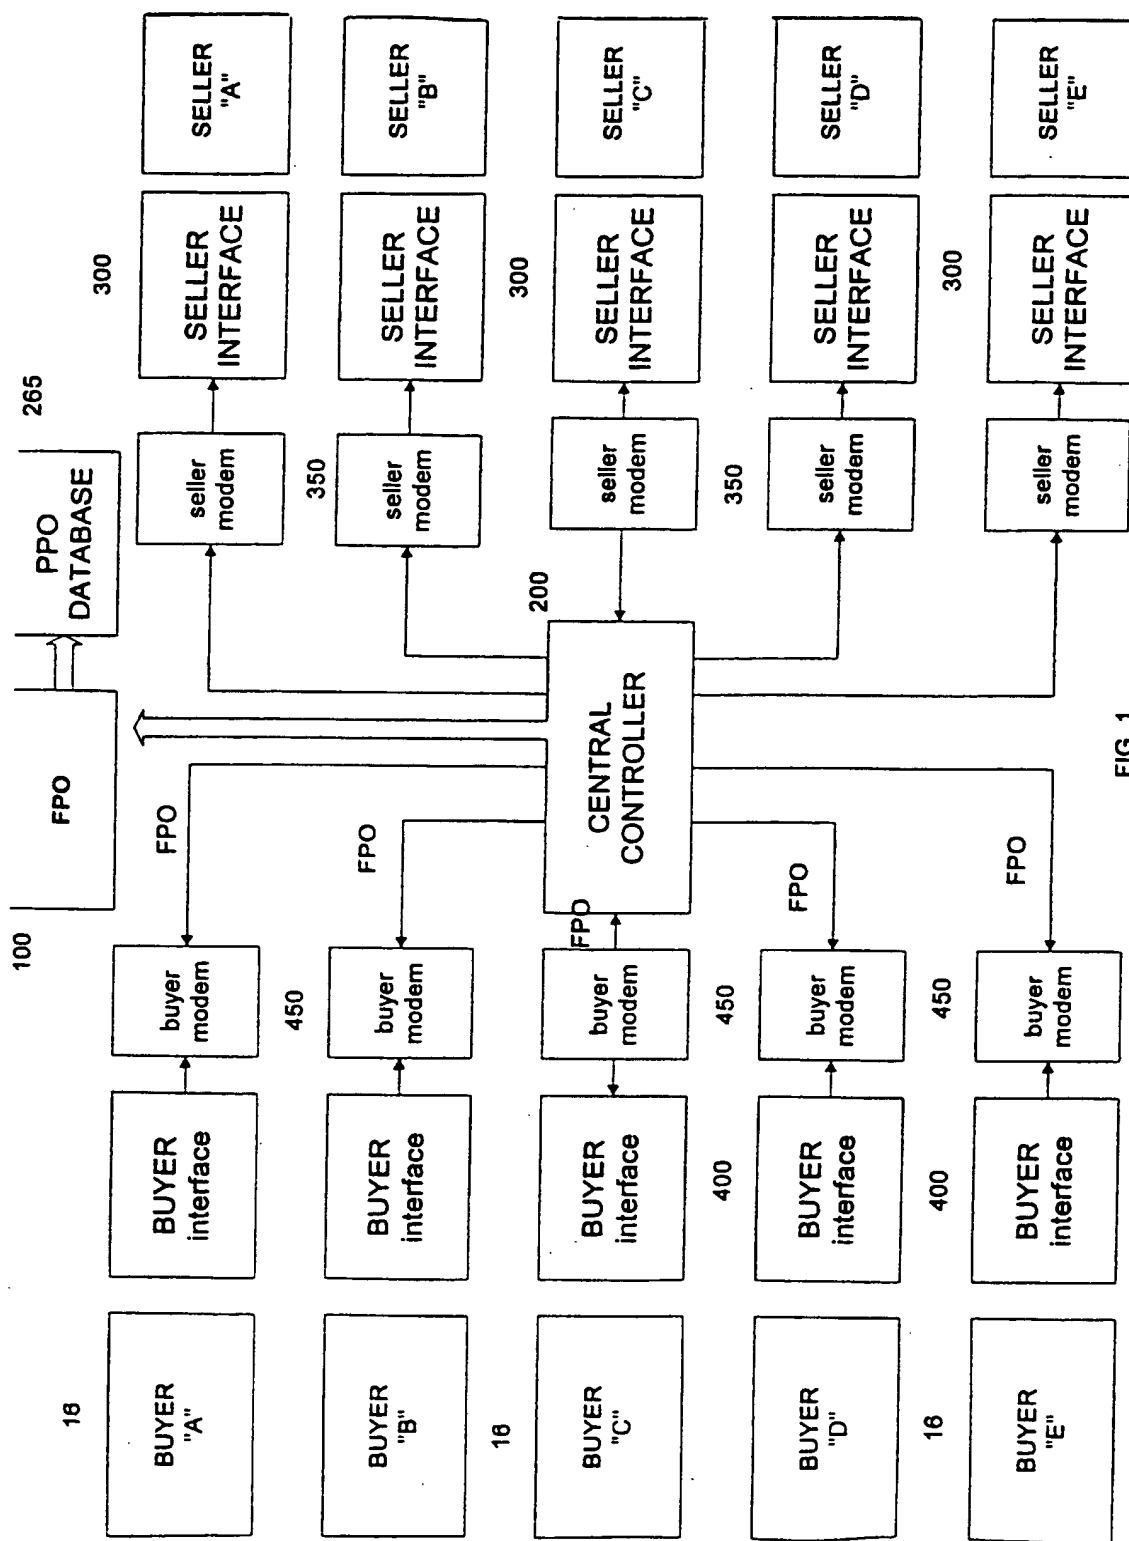 100
265
FPO
PPO
DATABASE
16
300
FPO
BUYER
"A"
BUYER
interface
buyer
modem
seller
modem
SELLER
INTERFACE
SELLER
"A"
450
350
FPO
BUYER
"B"
BUYER
interface
buyer
modem
seller
modem
SELLER
INTERFACE
SELLER
"B"
16
200
300
FPO
BUYER
"C"
BUYER
interface
buyer
modem
CENTRAL
CONTROLLER
seller
modem
SELLER
INTERFACE
SELLER
"C"
400
450
350
FPO
BUYER
"D"
BUYER
interface
buyer
modem
seller
modem
SELLER
INTERFACE
SELLER
"D"
16
400
450
300
FPO
BUYER
"E"
BUYER
interface
buyer
modem
seller
modem
SELLER
INTERFACE
SELLER
"E"
FIG. 1